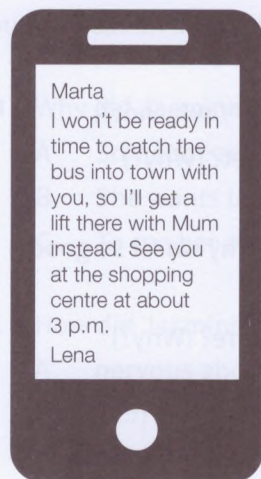 Marta
I won't be ready in
time to catch the
bus into town with
you, so I'll get a
lift there with Mum
instead. See you
at the shopping
centre at about
3 p.m.
Lena